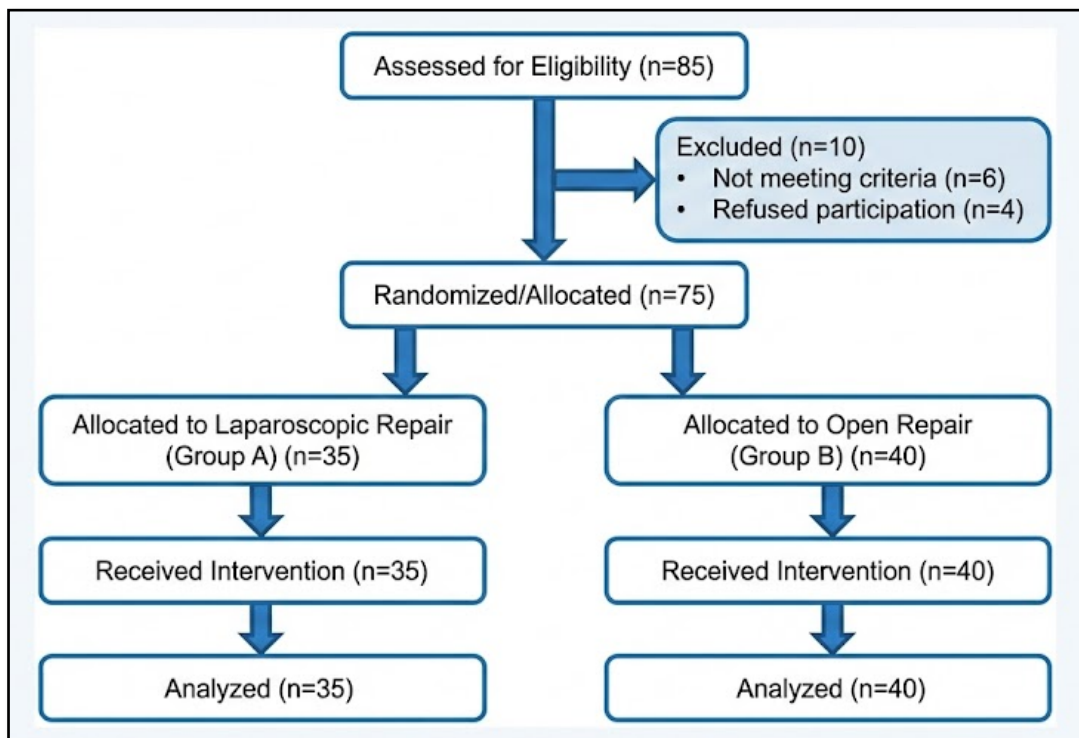 Assessed for Eligibility (n=85)
Excluded (n=10)
• Not meeting criteria (n=6)
• Refused participation (n=4)
Randomized/Allocated (n=75)
Allocated to Laparoscopic Repair
(Group A) (n=35)
Allocated to Open Repair
(Group B) (n=40)
Received Intervention (n=35)
Received Intervention (n=40)
Analyzed (n=35)
Analyzed (n=40)